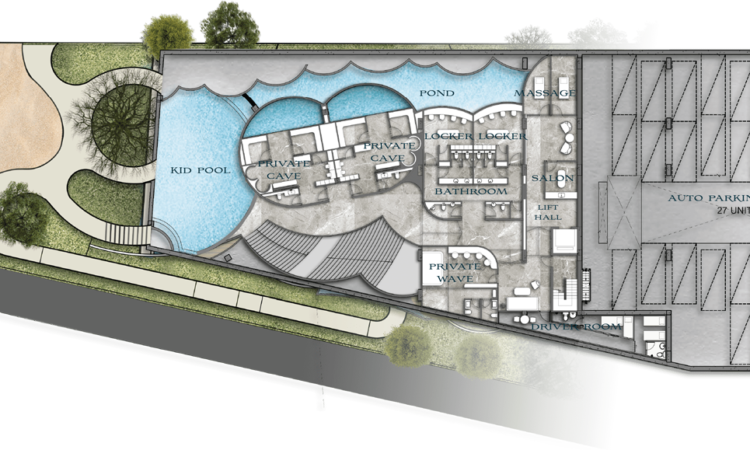 POND
MASSAGE
LOCKER LOCKER
PRIVATE
CAVE
PRIVATE
CAVE
KID POOL
BATHROOM
SALON
LIFT
HALL
AUTO PARKIN
27 UNIT
PRIVATE
WAVE
DRIVER ROOM